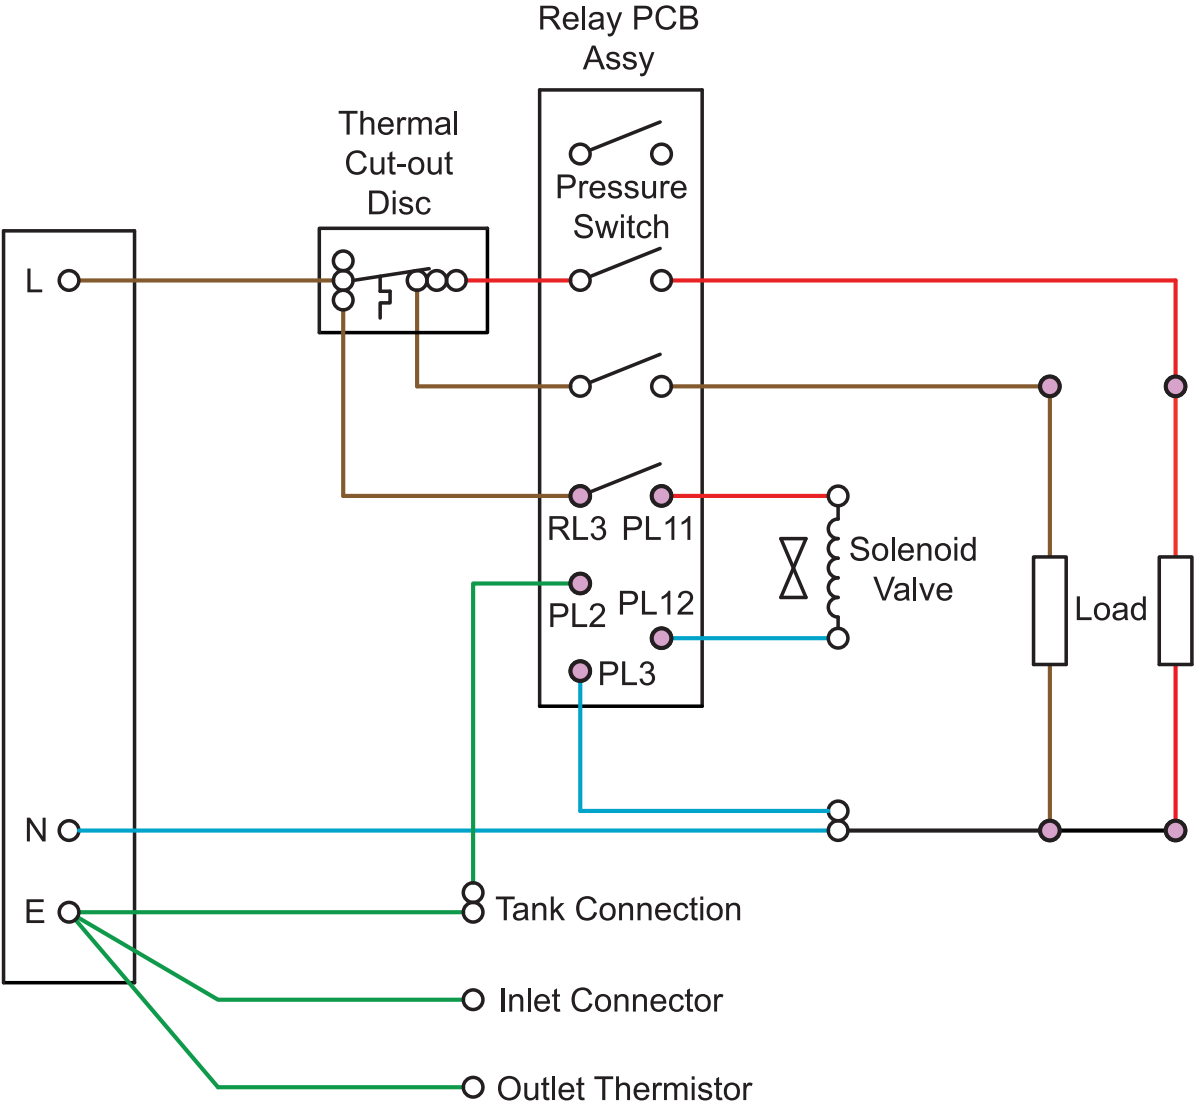 Relay PCB
Assy
Thermal
Cut-out
Disc
Pressure
Switch
L
RL3 PL11
Solenoid
Valve
PL2
PL12
Load
PL3
N
E
Tank Connection
Inlet Connector
Outlet Thermistor